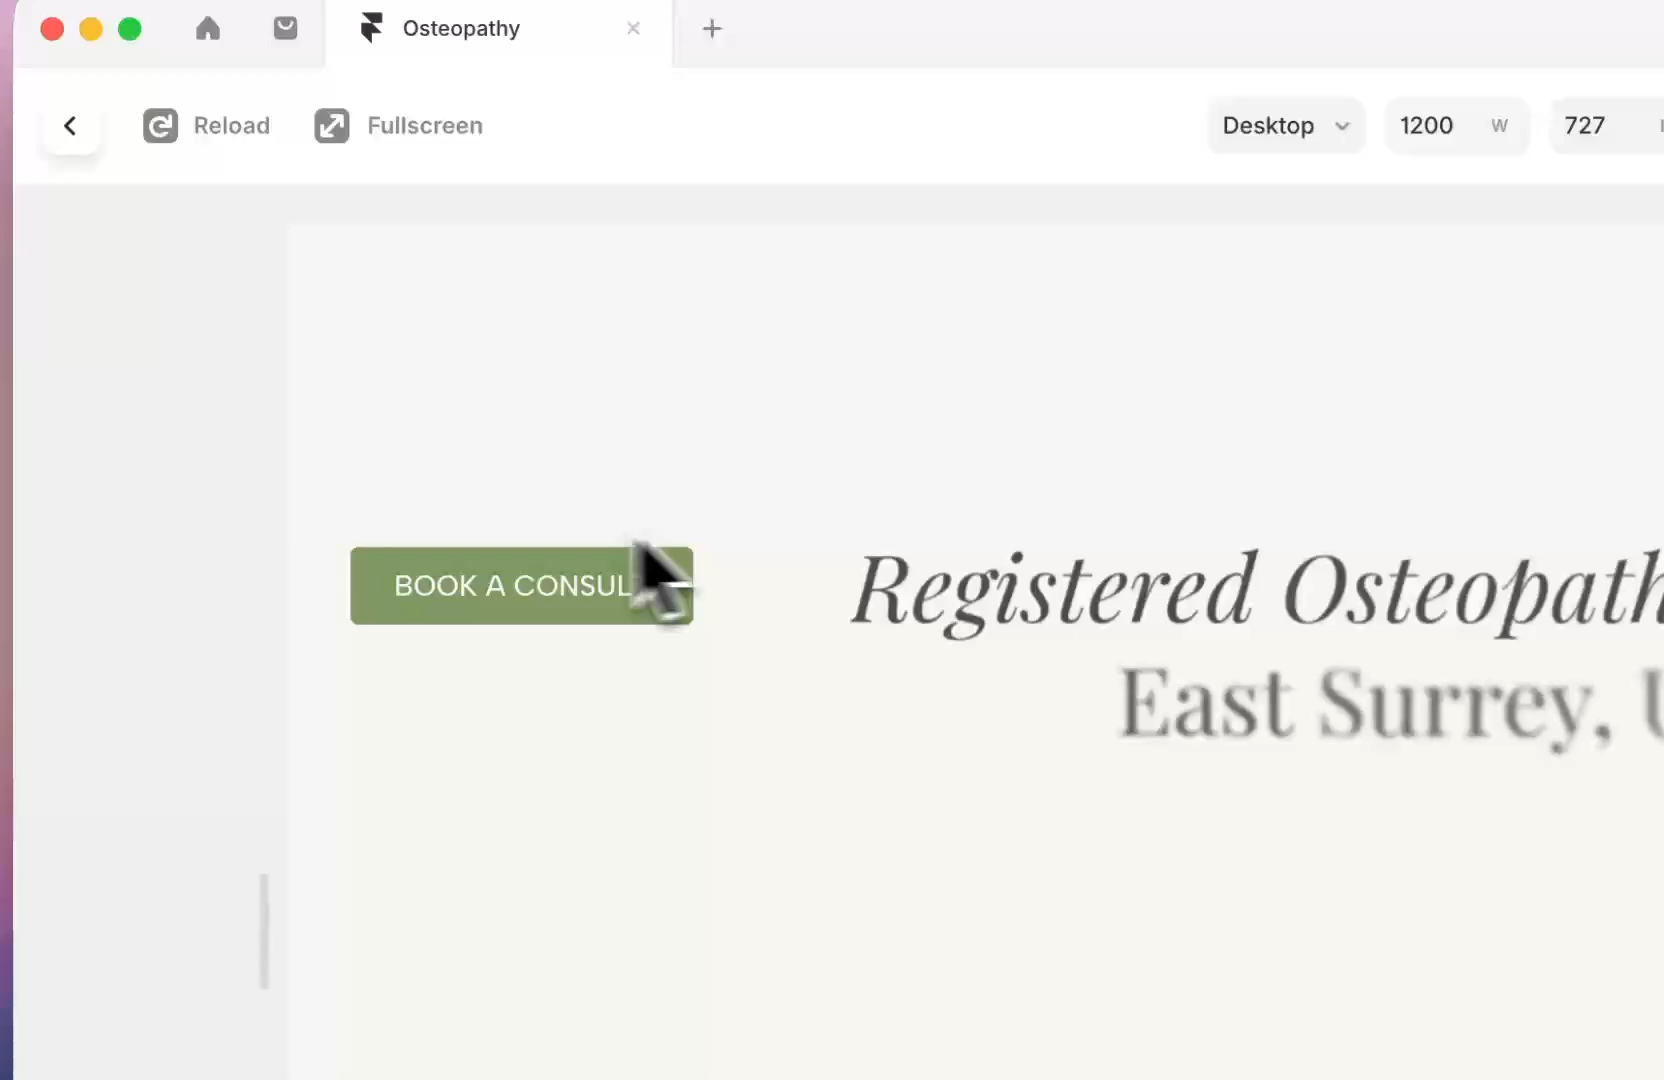 Osteopathy
Reload
Fullscreen
Desktop
1200 W
727
BOOK A CONSUL
Registered Osteopath
East Surrey,